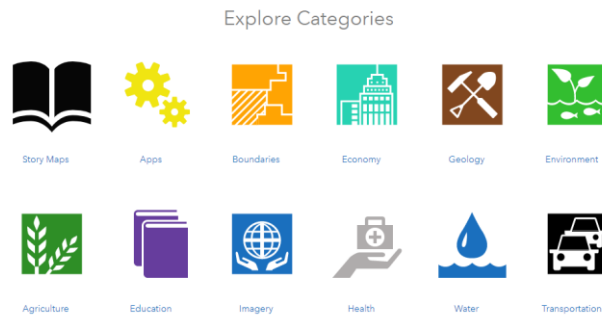 Explore Categories
Story Maps
Apps
Boundaries
Economy
Geology
Environment
Agriculture
Education
Imagery
Health
Water
Transportation